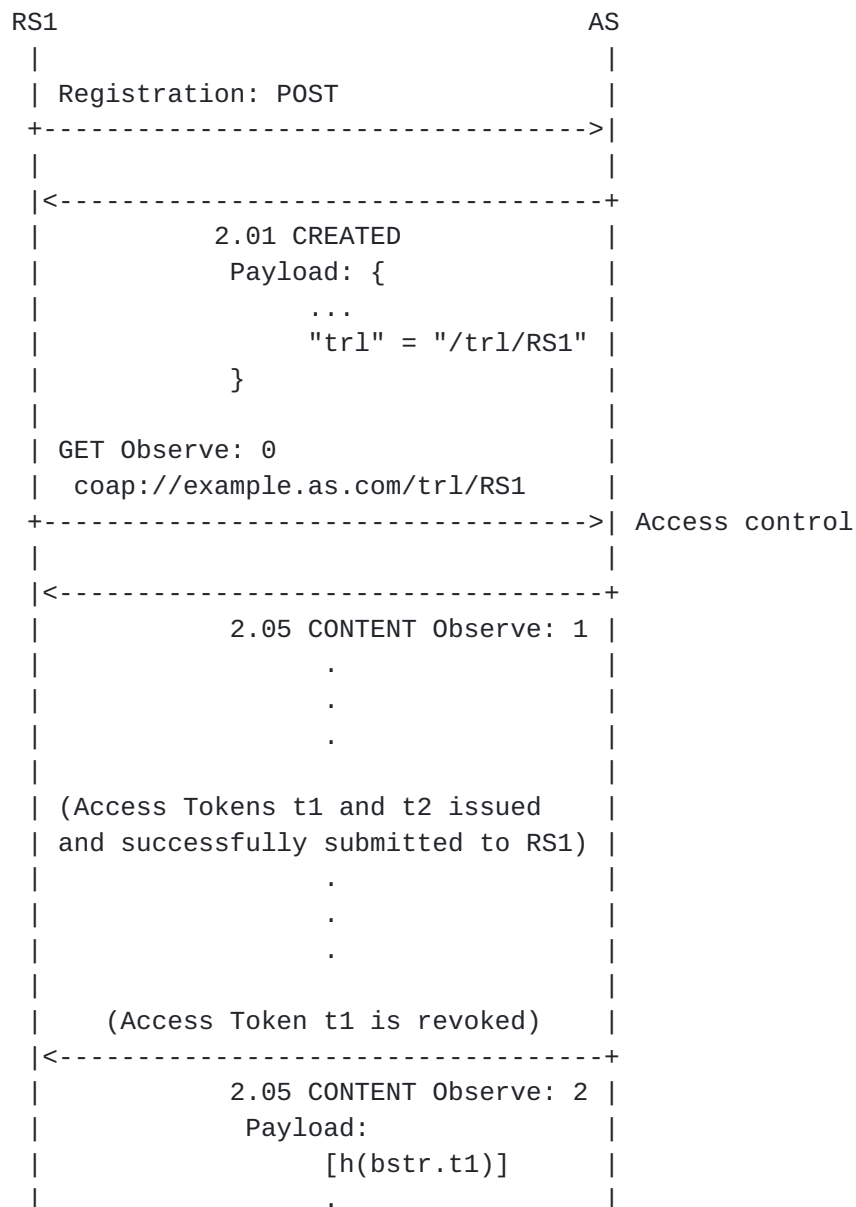 RS1                                  AS
 |                                    |
 | Registration: POST                 |
 +----------------------------------->|
 |                                    |
 |<-----------------------------------+
 |           2.01 CREATED             |
 |            Payload: {              |
 |                 ...                |
 |                 "trl" = "/trl/RS1" |
 |            }                       |
 |                                    |
 | GET Observe: 0                     |
 |  coap://example.as.com/trl/RS1     |
 +----------------------------------->| Access control
 |                                    |
 |<-----------------------------------+
 |            2.05 CONTENT Observe: 1 |
 |                  .                 |
 |                  .                 |
 |                  .                 |
 |                                    |
 | (Access Tokens t1 and t2 issued    |
 | and successfully submitted to RS1) |
 |                  .                 |
 |                  .                 |
 |                  .                 |
 |                                    |
 |    (Access Token t1 is revoked)    |
 |<-----------------------------------+
 |            2.05 CONTENT Observe: 2 |
 |             Payload:               |
 |                  [h(bstr.t1)]      |
 |                  .                 |